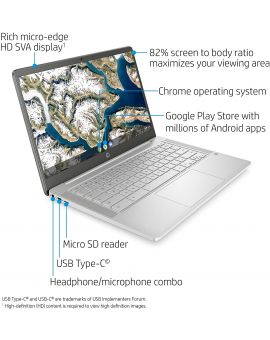 Rich micro-edge
HD SVA display¹
82% screen to body ratio
maximizes your viewing area
Chrome operating system
Google Play Store with
millions of Android apps
Micro SD reader
USB Type-C®
Headphone/microphone combo
USB Type-C® and USB-C® are trademarks of USB Implementers Forum.
¹ High-definition (HD) content is required to view high definition images.